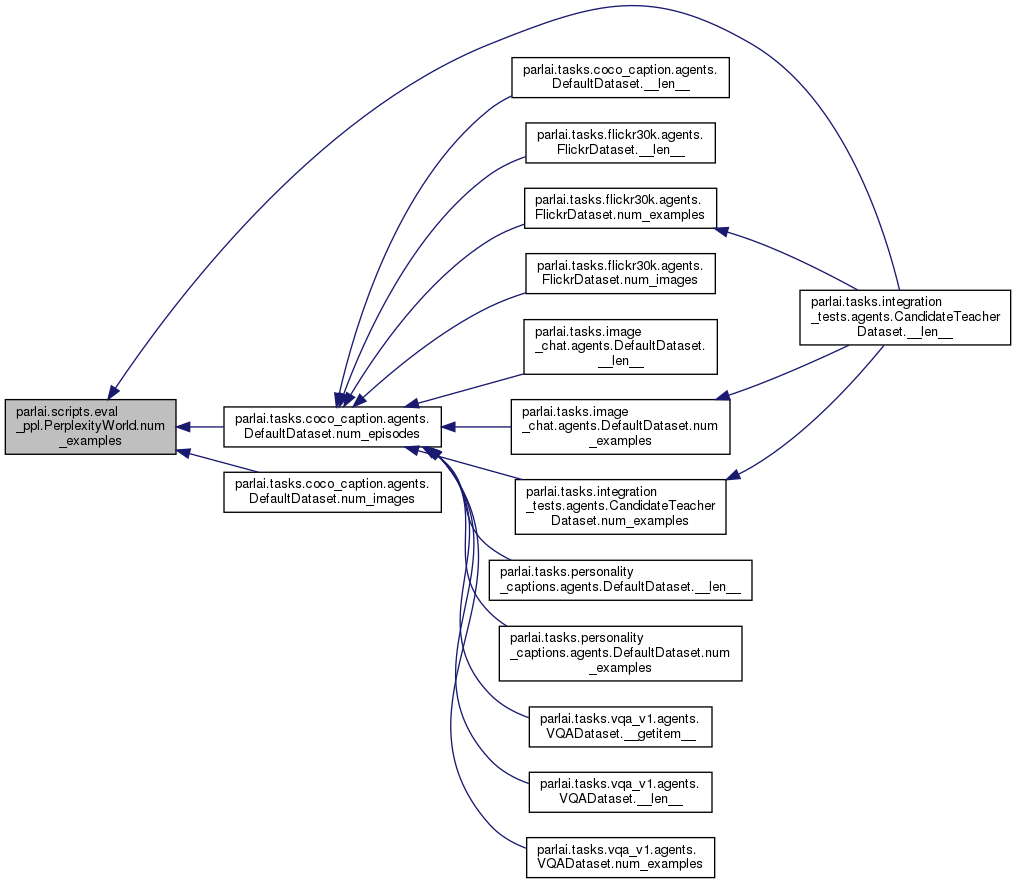 parlai.tasks.coco_caption.agents.
DefaultDataset.__len__
parlai.tasks.flickr30k.agents.
FlickrDataset.__len__
parlai.tasks.flickr30k.agents.
FlickrDataset.num_examples
parlai.tasks.flickr30k.agents.
FlickrDataset.num_images
parlai.tasks.integration
_tests.agents.CandidateTeacher
Dataset.__len__
parlai.tasks.image
_chat.agents.DefaultDataset.
__len__
parlai.scripts.eval
_ppl.PerplexityWorld.num
_examples
parlai.tasks.coco_caption.agents.
DefaultDataset.num_episodes
parlai.tasks.image
_chat.agents.DefaultDataset.num
_examples
parlai.tasks.coco_caption.agents.
DefaultDataset.num_images
parlai.tasks.integration
_tests.agents.CandidateTeacher
Dataset.num_examples
parlai.tasks.personality
_captions.agents.DefaultDataset.__len__
parlai.tasks.personality
_captions.agents.DefaultDataset.num
_examples
parlai.tasks.vqa_v1.agents.
VQADataset.__getitem__
parlai.tasks.vqa_v1.agents.
VQADataset.__len__
parlai.tasks.vqa_v1.agents.
VQADataset.num_examples